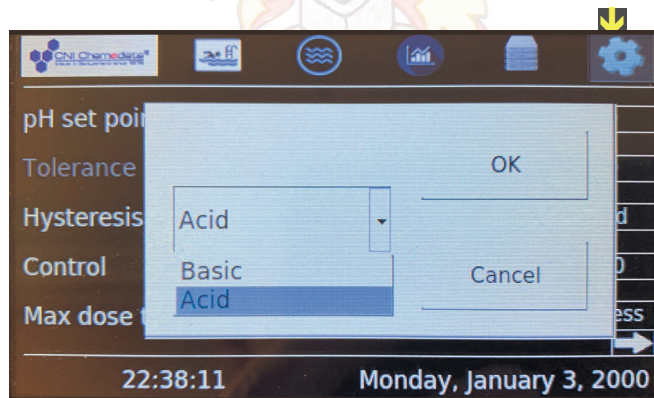 CNI Chemodata
pH set poi
Tolerance
OK
Hysteresis
Acid
d
Control
Basic
Cancel
0
Acid
Max dose t
ess
22:38:11
Monday, January 3, 2000